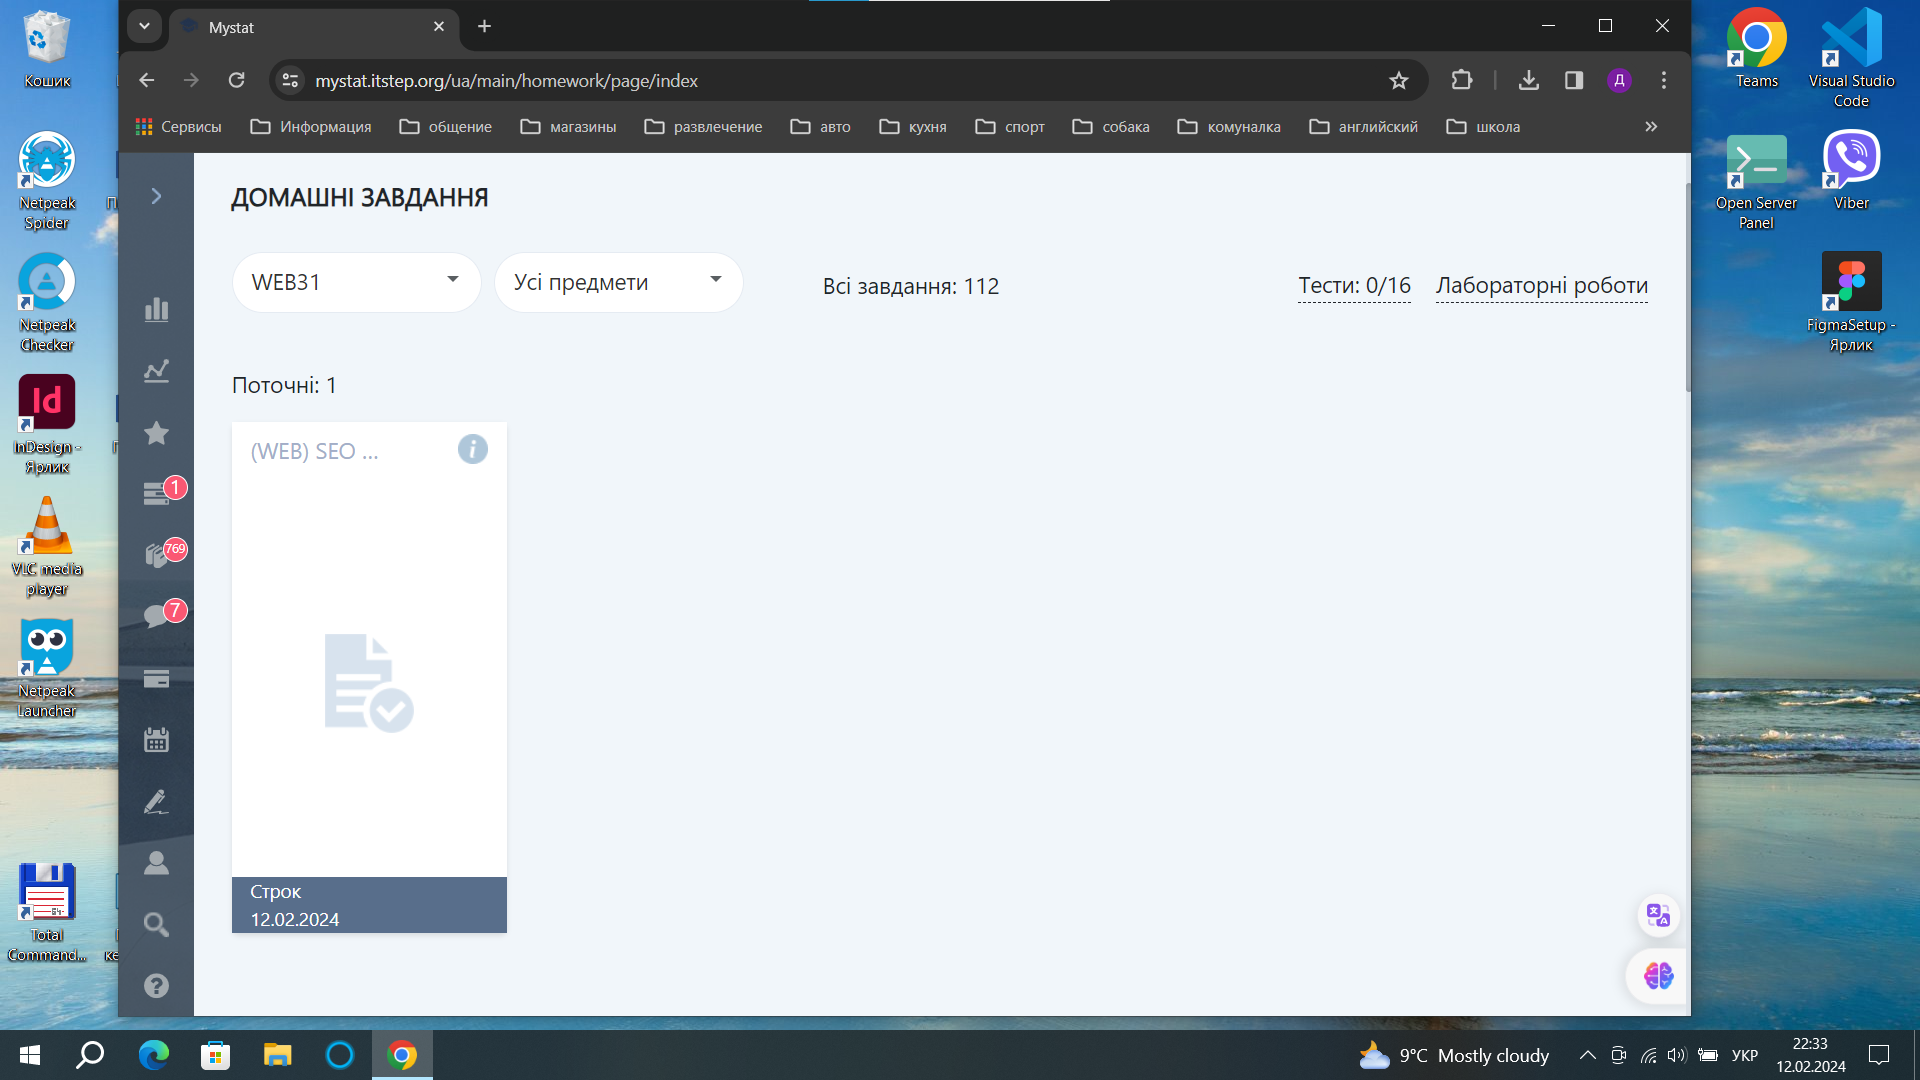 Mystat
mystat.itstep.org/ua/main/homework/page/index
Сервисы
Информация
общение
магазины
развлечение
авто
кухня
спорт
собака
комуналка
английский
школа
ДОМАШНІ ЗАВДАННЯ
WEB31
Усі предмети
Всі завдання: 112
Тести: 0/16
Лабораторні роботи
Поточні: 1
(WEB) SEO ...
i
Строк
12.02.2024
1
769
7
Кошик
Netpeak
Spider
Netpeak
Checker
Id
InDesign -
Ярлик
VLC media
player
Netpeak
Launcher
Total
Command...
Teams
Visual Studio
Code
Open Server
Panel
Viber
FigmaSetup -
Ярлик
Д
9°C Mostly cloudy
УКР
22:33
12.02.2024